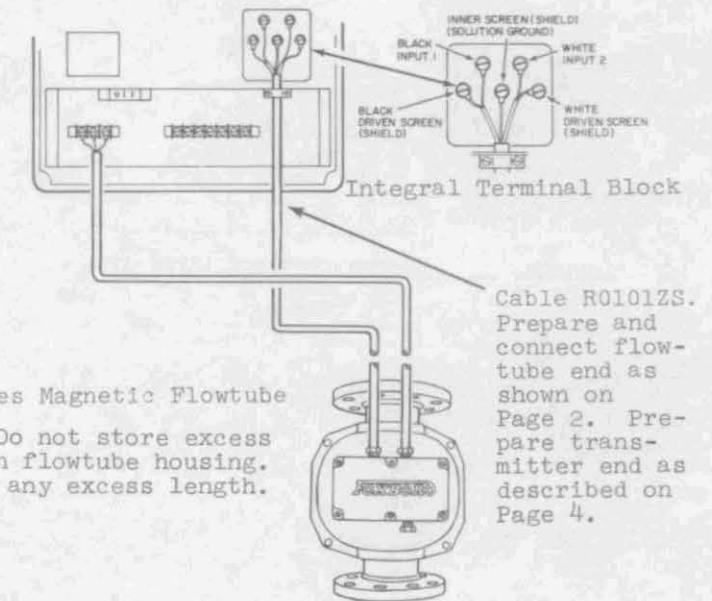 INNER SCREEN (SHIELD)
(SOLUTION GROUND)
BLACK
INPUT 1
WHITE
INPUT 2
BLACK
DRIVEN SCREEN
(SHIELD)
WHITE
DRIVEN SCREEN
(SHIELD)
Integral Terminal Block
Cable R0101ZS.
Prepare and
connect flow-
tube end as
shown on
Page 2. Pre-
pare trans-
mitter end as
described on
Page 4.
es Magnetic Flowtube
Do not store excess
n flowtube housing.
any excess length.
FOXBORO